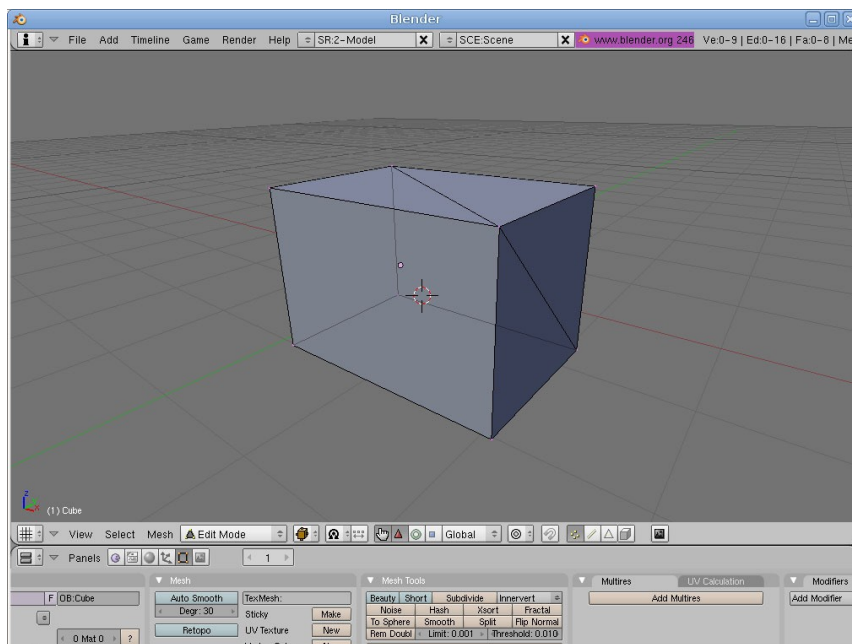 Blender
File Add Timeline Game Render Help SR:2-Model SCE:Scene www.blender.org 246 Ve:0-9 | Ed:0-16 | Fa:0-8 | Me
z
(1) Cube
View Select Mesh Edit Mode Global
Panels 1
Mesh Mesh Tools Multires UV Calculation Modifiers
F OB:Cube Auto Smooth TexMesh: Beauty Short Subdivide Innervert Add Multires Add Modifier
Degr: 30 Sticky Make Noise Hash Xsort Fractal
To Sphere Smooth Split Flip Normal
0 Mat 0 ? Retopo UV Texture New Rem Doubl Limit: 0.001 Threshold: 0.010